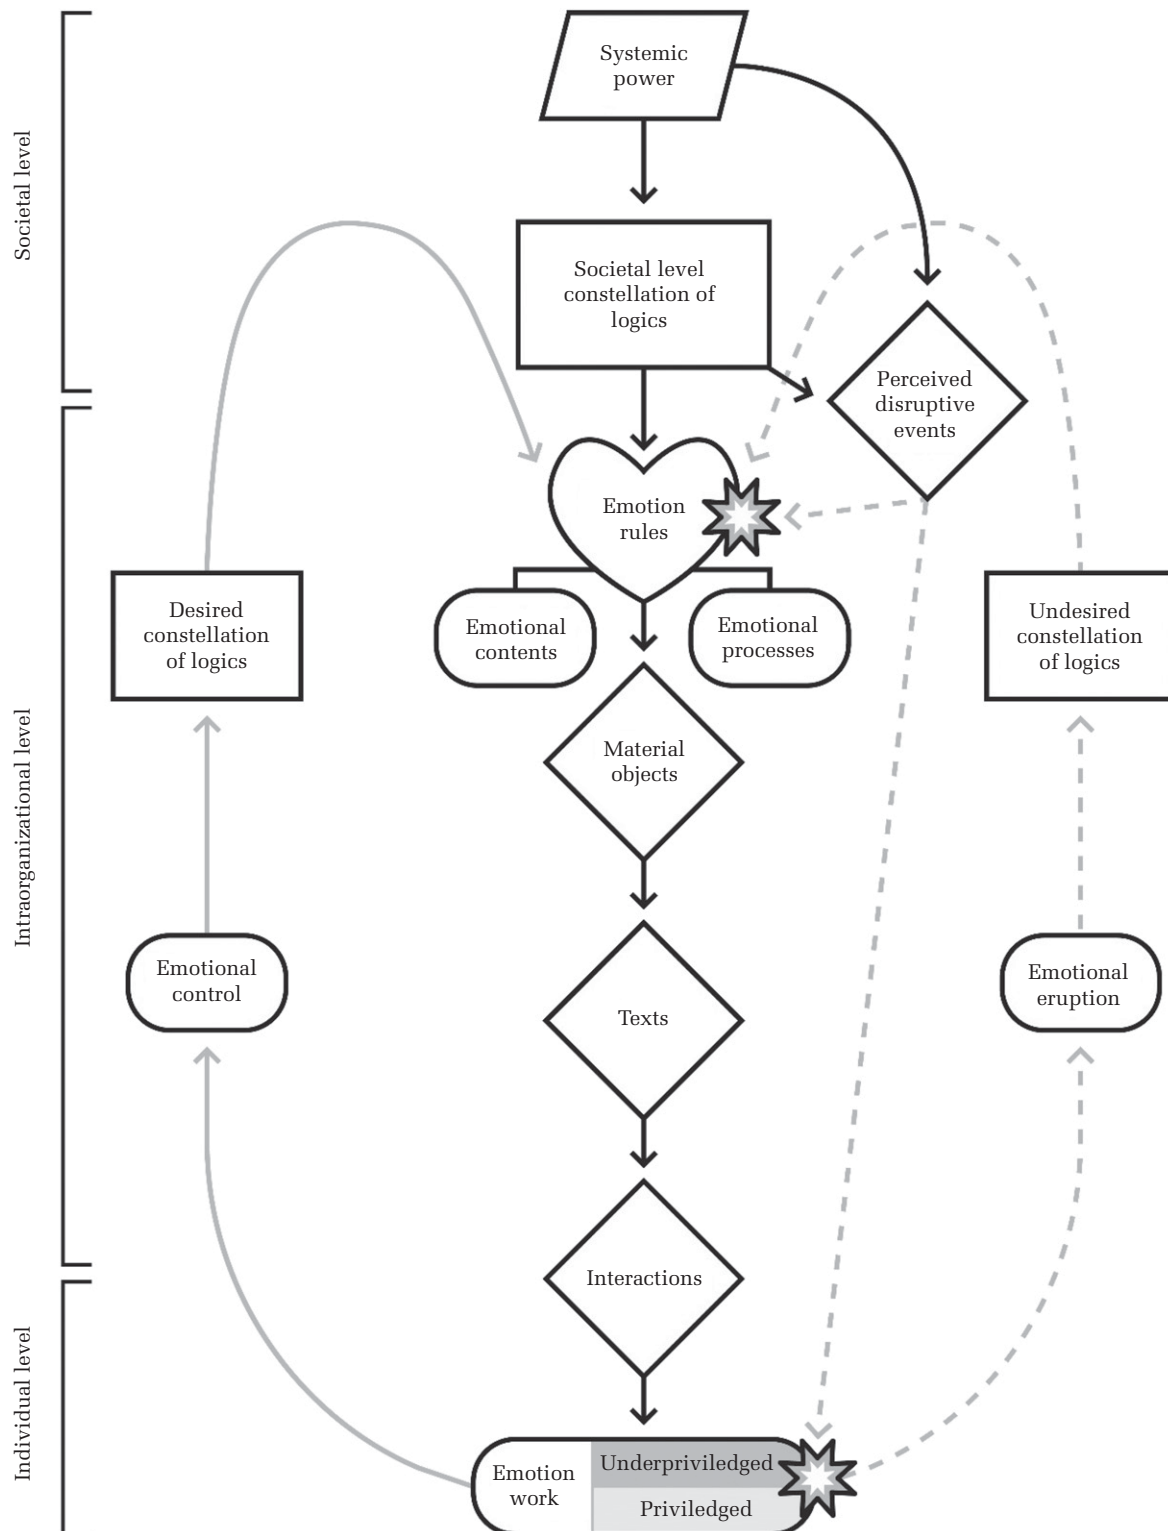 Societal level
Systemic
power
Societal level
constellation of
logics
Perceived
disruptive
events
Intraorganizational level
Emotion
rules
Emotional
contents
Emotional
processes
Desired
constellation
of logics
Undesired
constellation
of logics
Material
objects
Emotional
control
Texts
Emotional
eruption
Interactions
Individual level
Emotion
work
Underpriviledged
Priviledged